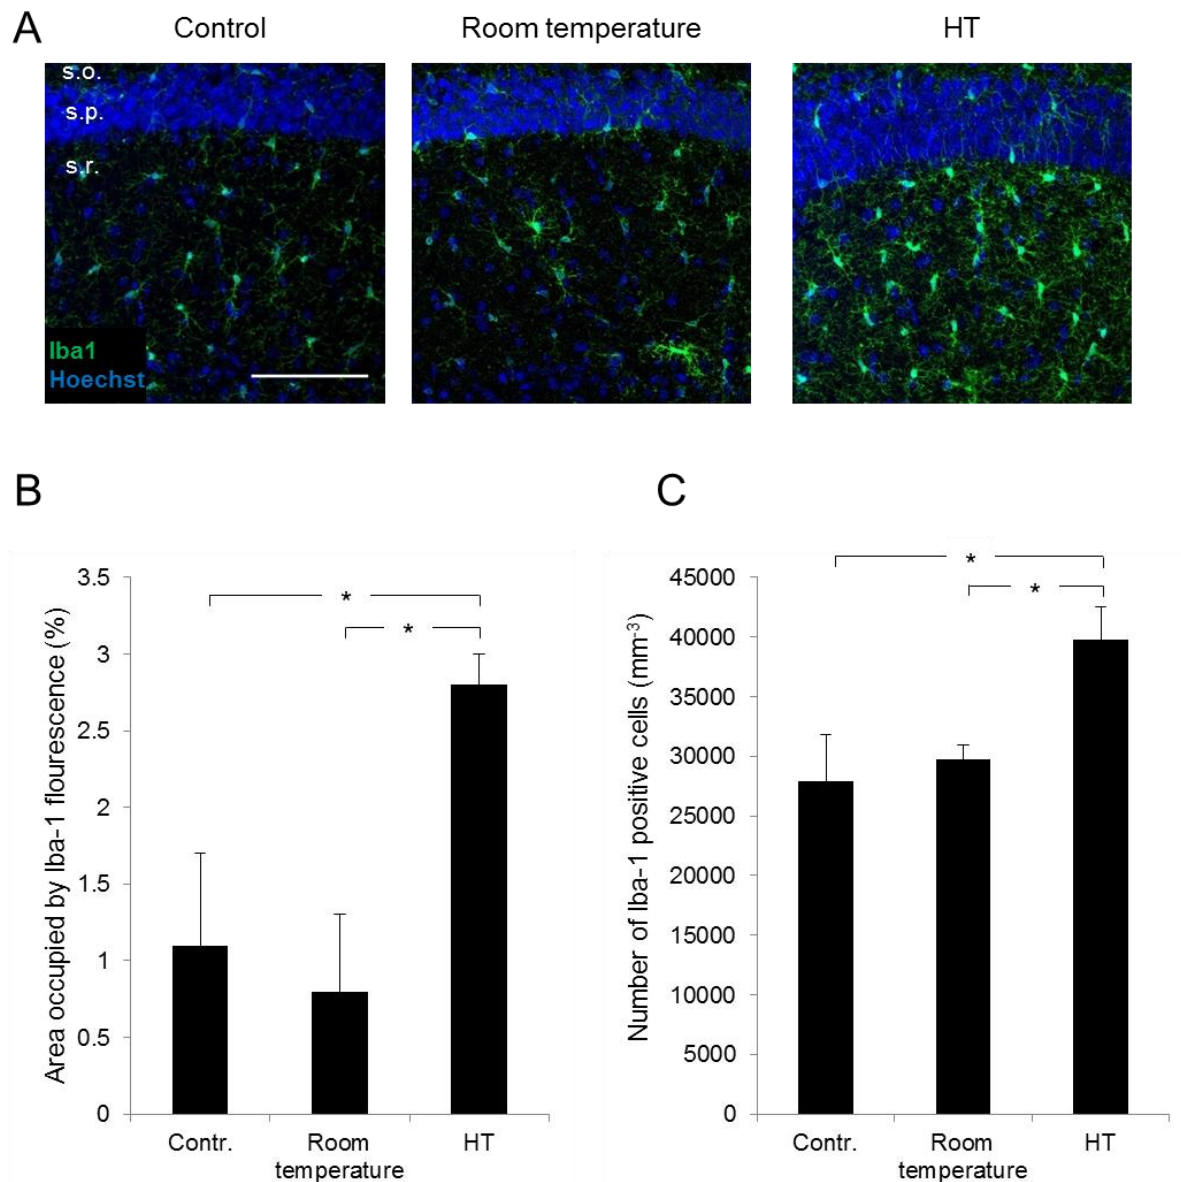 A
Control Room temperature HT
s.o.
s.p.
s.r.
Iba1
Hoechst
B
C
Area occupied by Iba-1 flourescence (%)
3.5
3
2.5
2
1.5
1
0.5
0
*
*
Contr. Room temperature HT
Number of Iba-1 positive cells (mm⁻³)
45000
40000
35000
30000
25000
20000
15000
10000
5000
0
*
*
Contr. Room temperature HT